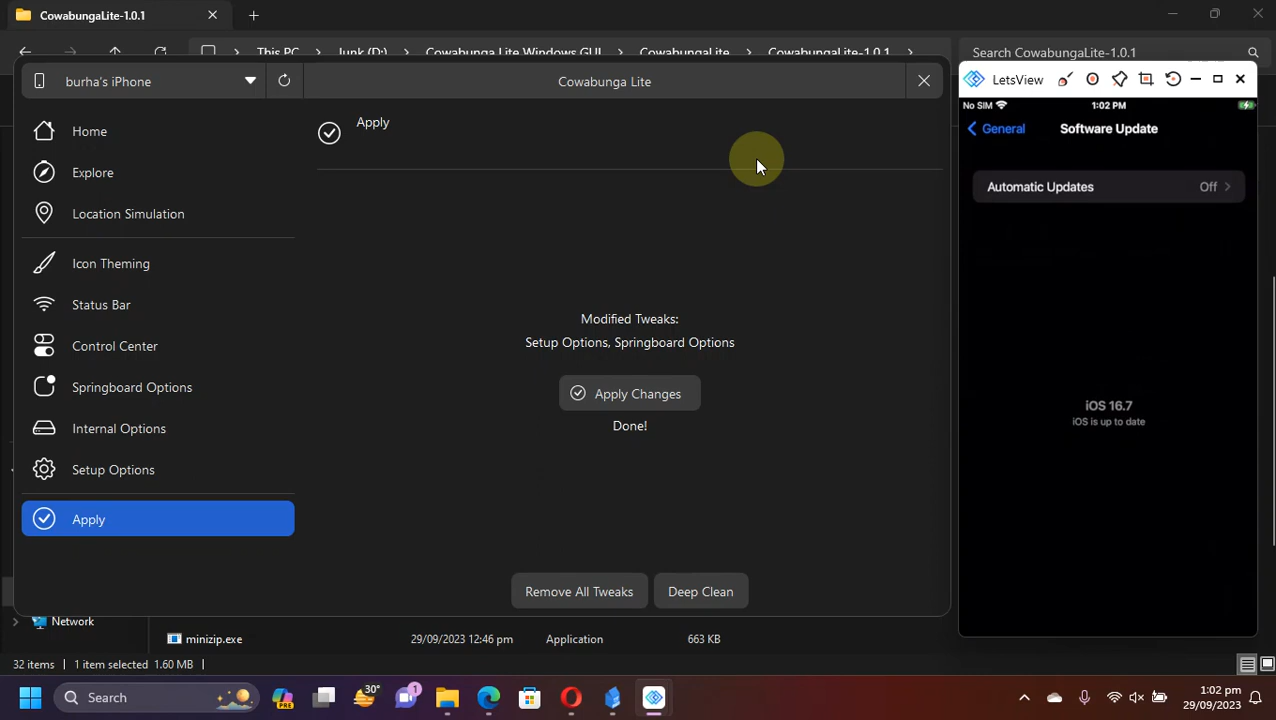 CowabungaLite-1.0.1
This PC > Junk (D:) > Cowabunga Lite Windows GUI > CowabungaLite > CowabungaLite-1.0.1 >
Search CowabungaLite-1.0.1
burha's iPhone
Cowabunga Lite
Home
Explore
Location Simulation
Icon Theming
Status Bar
Control Center
Springboard Options
Internal Options
Setup Options
Apply
Apply
Modified Tweaks:
Setup Options, Springboard Options
Apply Changes
Done!
Remove All Tweaks
Deep Clean
LetsView
No SIM
1:02 PM
General
Software Update
Automatic Updates
Off
iOS 16.7
iOS is up to date
Network
minizip.exe
29/09/2023 12:46 pm
Application
663 KB
32 items
1 item selected 1.60 MB
Search
PRE
30°
1
1:02 pm
29/09/2023